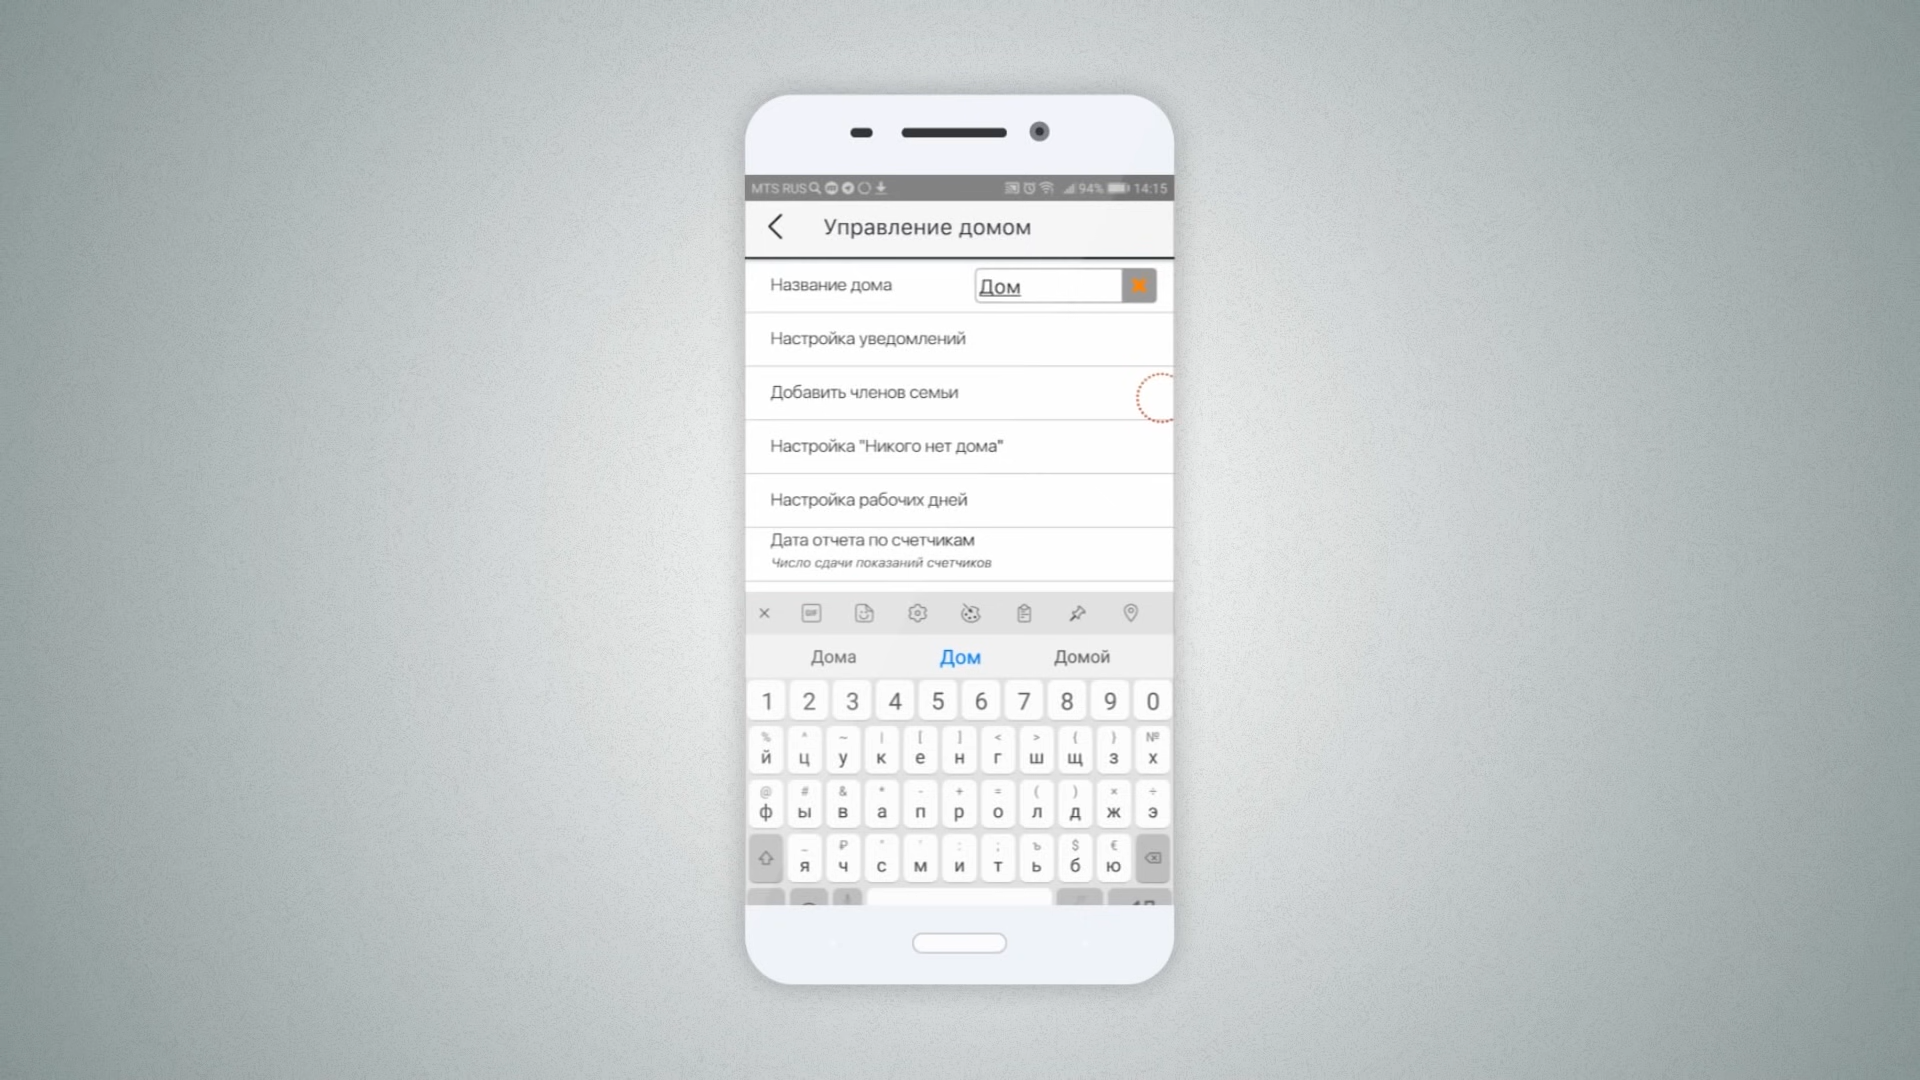 MTS RUS 94% 14:15
Управление домом
Название дома Дом
Настройка уведомлений
Добавить членов семьи
Настройка "Никого нет дома"
Настройка рабочих дней
Дата отчета по счетчикам
Число сдачи показаний счетчиков
GIF
Дома Дом Домой
1 2 3 4 5 6 7 8 9 0
% ^ ~ | [ ] < > { } №
й ц у к е н г ш щ з х
@ # & * - + = ( ) × ÷
ф ы в а п р о л д ж э
_ ₽ " ' : ; ъ $ €
я ч с м и т ь б ю